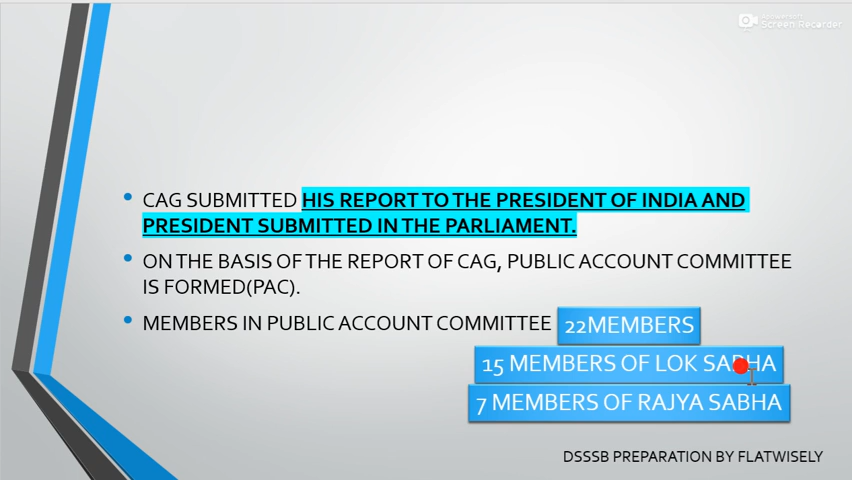 Screen Recorder
CAG SUBMITTED HIS REPORT TO THE PRESIDENT OF INDIA AND
PRESIDENT SUBMITTED IN THE PARLIAMENT.
ON THE BASIS OF THE REPORT OF CAG, PUBLIC ACCOUNT COMMITTEE
IS FORMED(PAC).
MEMBERS IN PUBLIC ACCOUNT COMMITTEE 22MEMBERS
15 MEMBERS OF LOK SABHA
7 MEMBERS OF RAJYA SABHA
DSSSB PREPARATION BY FLATWISELY